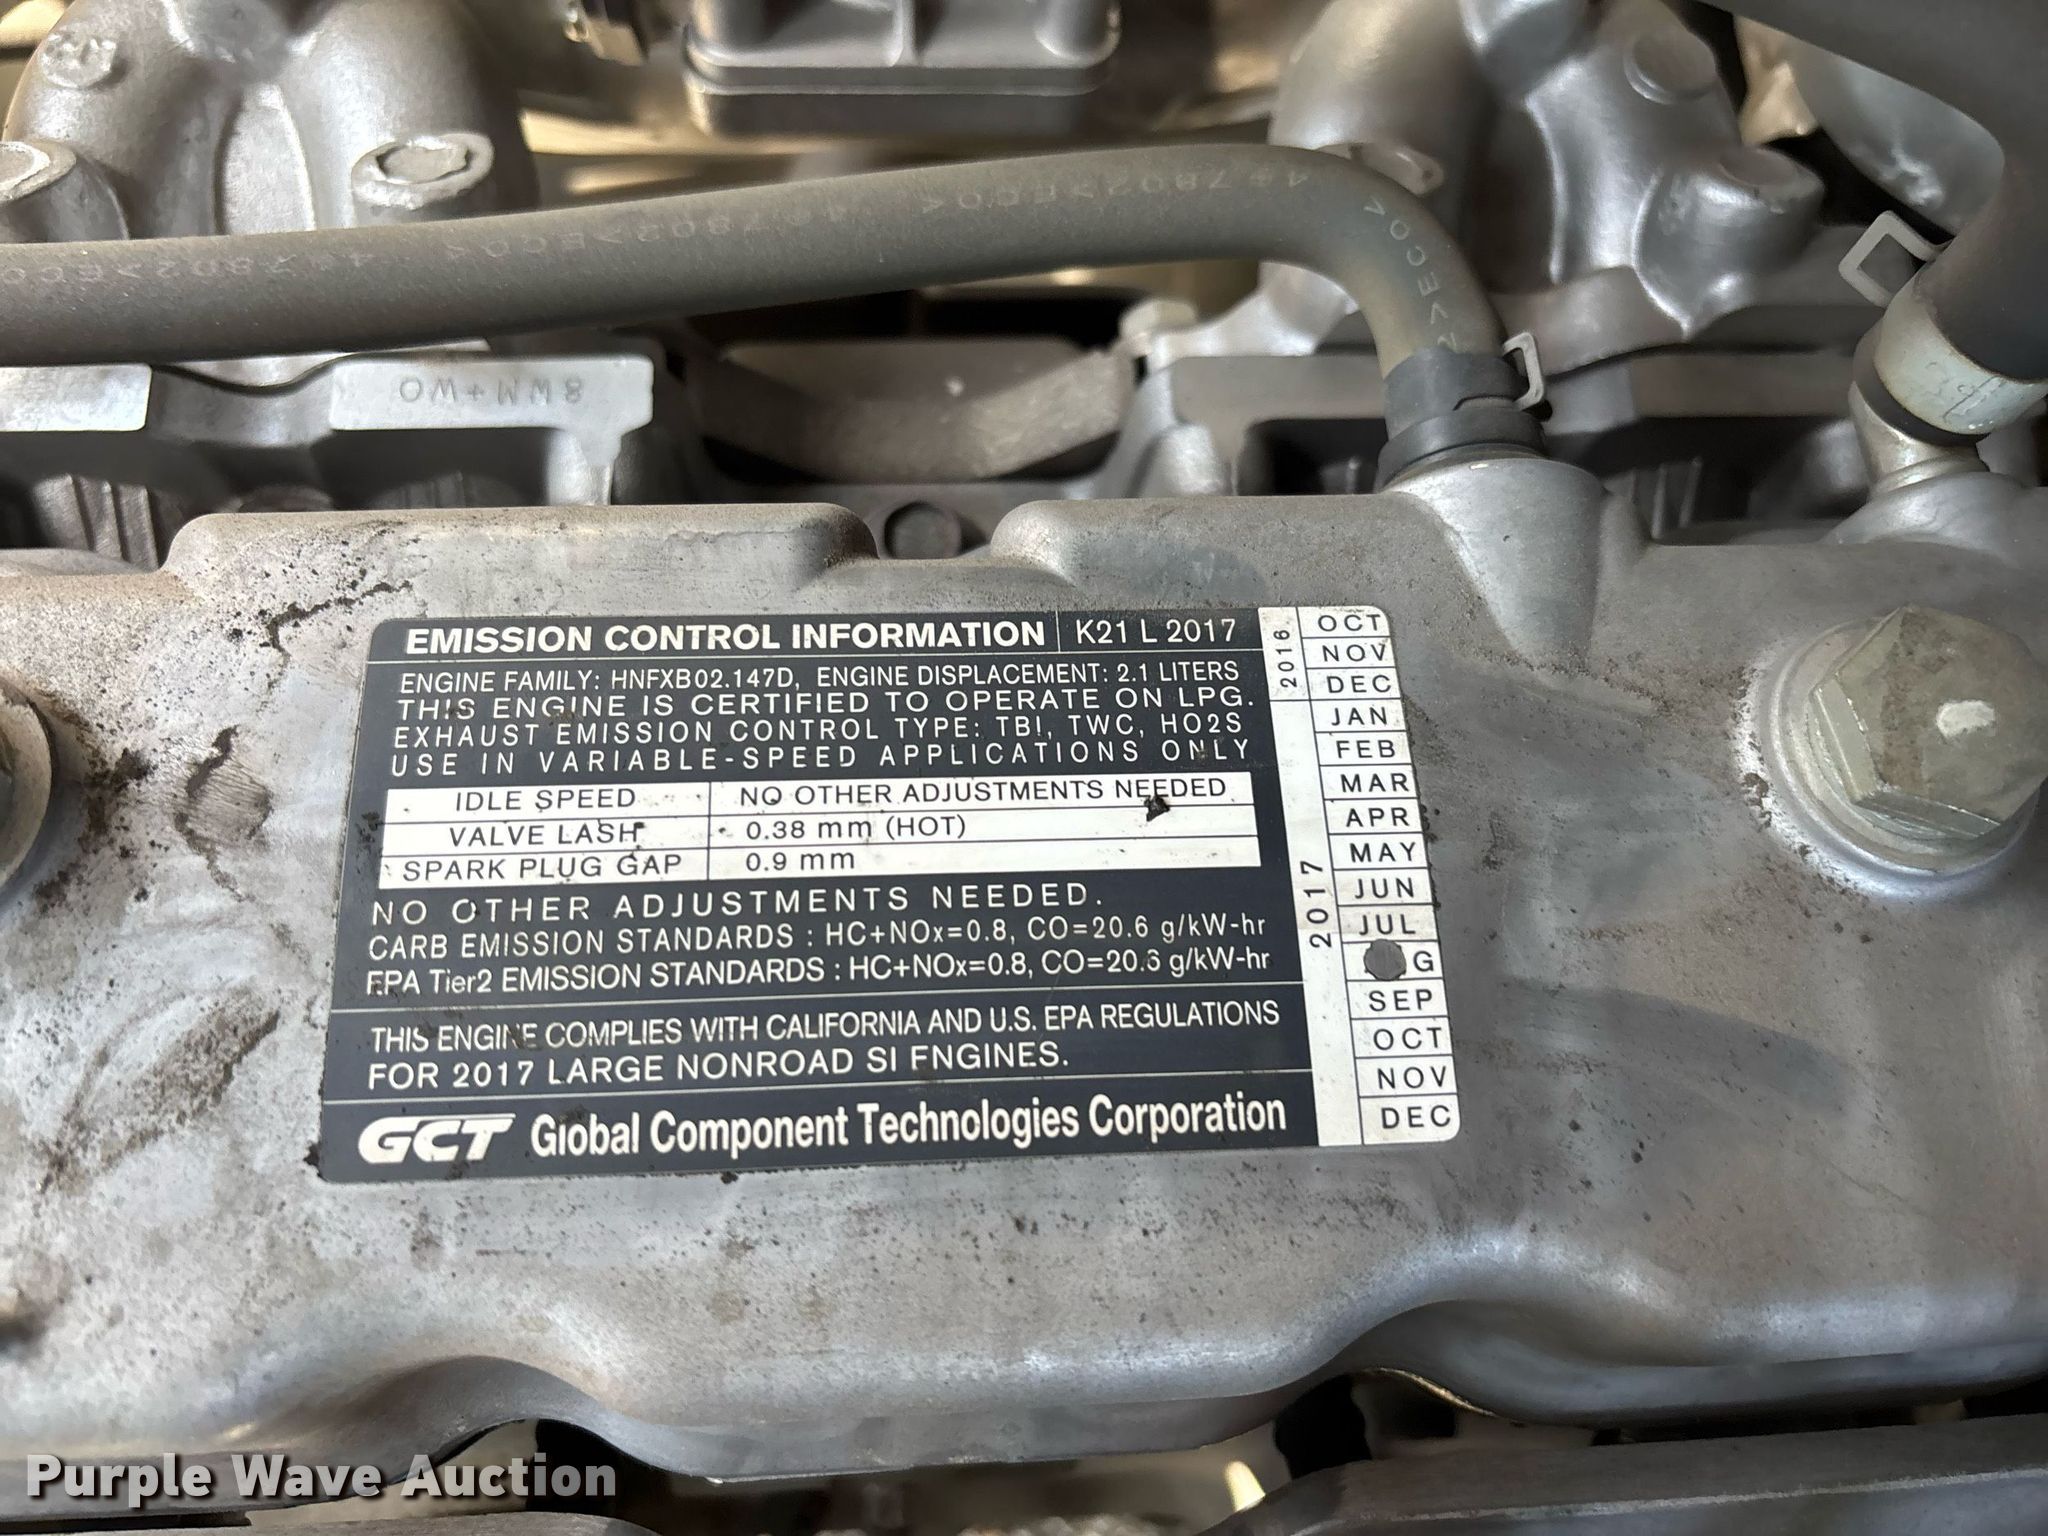 8WM+WO
EMISSION CONTROL INFORMATION K21 L 2017
ENGINE FAMILY: HNFXB02.147D, ENGINE DISPLACEMENT: 2.1 LITERS
THIS ENGINE IS CERTIFIED TO OPERATE ON LPG.
EXHAUST EMISSION CONTROL TYPE: TBI, TWC, HO2S
USE IN VARIABLE-SPEED APPLICATIONS ONLY
IDLE SPEED NO OTHER ADJUSTMENTS NEEDED
VALVE LASH 0.38 mm (HOT)
SPARK PLUG GAP 0.9 mm
NO OTHER ADJUSTMENTS NEEDED.
CARB EMISSION STANDARDS : HC+NOx=0.8, CO=20.6 g/kW-hr
EPA Tier2 EMISSION STANDARDS : HC+NOx=0.8, CO=20.6 g/kW-hr
THIS ENGINE COMPLIES WITH CALIFORNIA AND U.S. EPA REGULATIONS
FOR 2017 LARGE NONROAD SI ENGINES.
GCT Global Component Technologies Corporation
2016
OCT
NOV
DEC
2017
JAN
FEB
MAR
APR
MAY
JUN
JUL
G
SEP
OCT
NOV
DEC
Purple Wave Auction